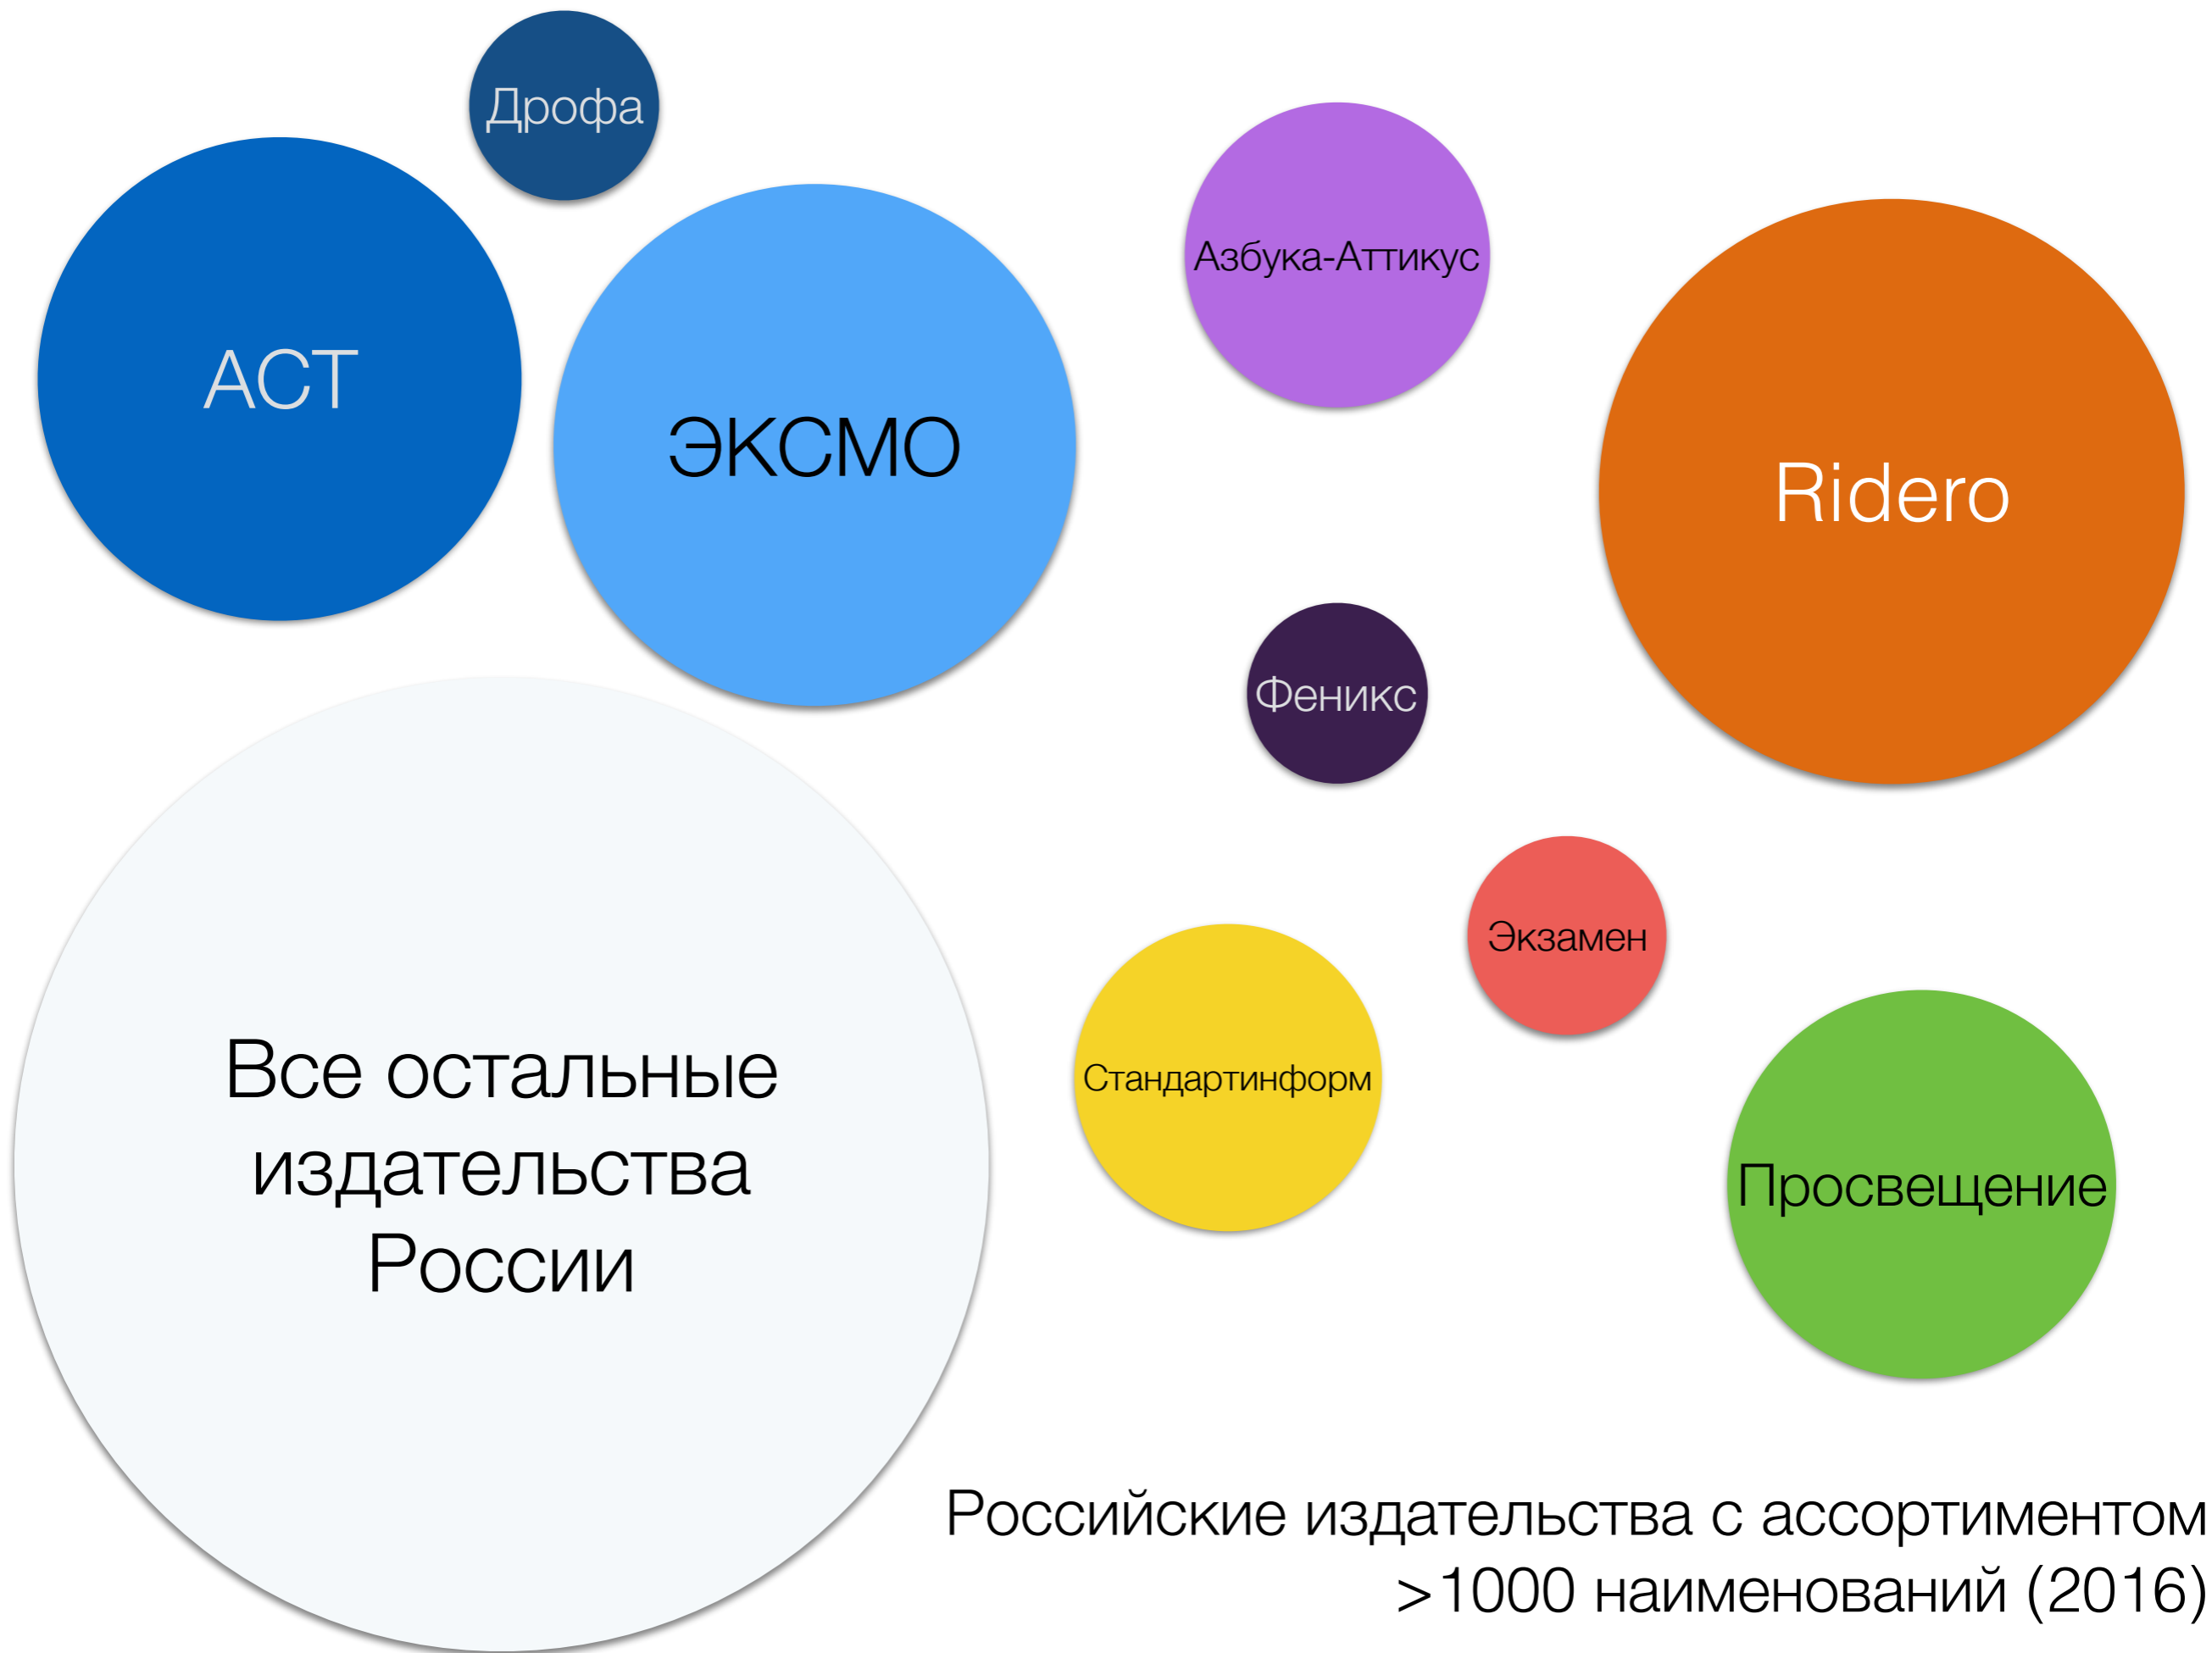 Дрофа
АСТ
ЭКСМО
Азбука-Аттикус
Ridero
Феникс
Экзамен
Стандартинформ
Просвещение
Все остальные
издательства
России
Российские издательства с ассортиментом
>1000 наименований (2016)